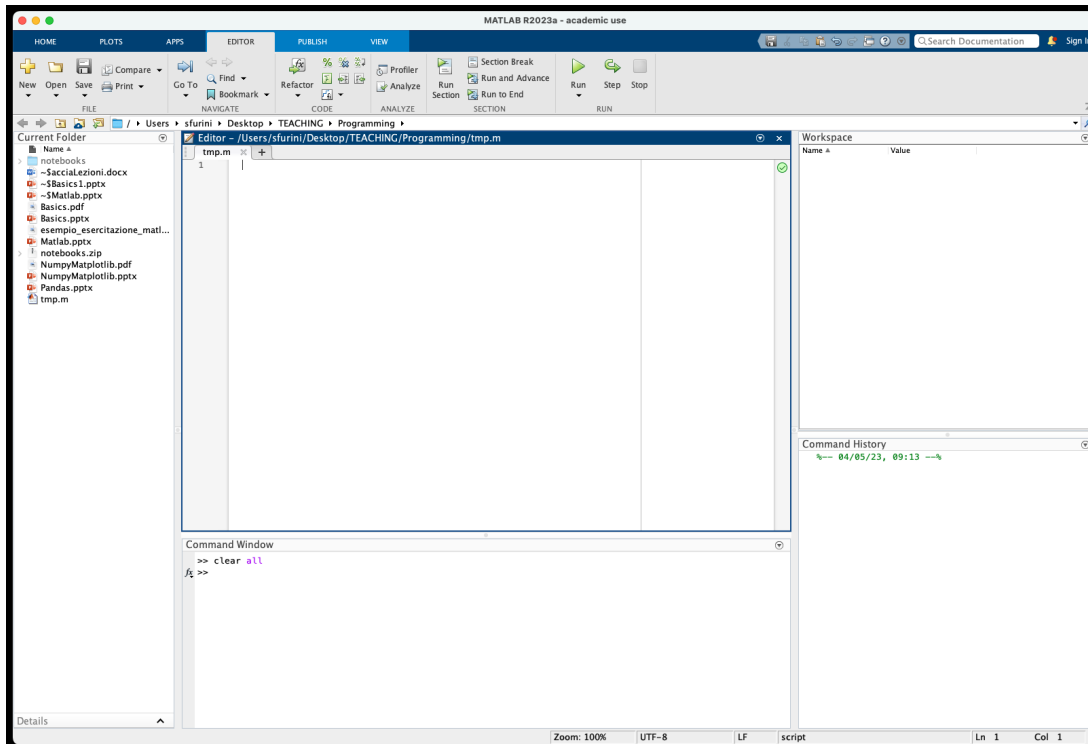 MATLAB R2023a - academic use
HOME PLOTS APPS EDITOR PUBLISH VIEW
Search Documentation
New Open Save Compare Print
FILE
Go To Find Bookmark
NAVIGATE
Refactor
CODE
Profiler Analyze
ANALYZE
Run Section Section Break Run and Advance Run to End
SECTION
Run Step Stop
RUN
/ Users sfurini Desktop TEACHING Programming
Current Folder
Name
notebooks
~$acciaLezioni.docx
~$Basics1.pptx
~$Matlab.pptx
Basics.pdf
Basics.pptx
esempio_esercitazione_matl...
Matlab.pptx
notebooks.zip
NumpyMatplotlib.pdf
NumpyMatplotlib.pptx
Pandas.pptx
tmp.m
Details
Editor - /Users/sfurini/Desktop/TEACHING/Programming/tmp.m
tmp.m +
1
Command Window
>> clear all
fx >>
Workspace
Name Value
Command History
%-- 04/05/23, 09:13 --%
Zoom: 100% UTF-8 LF script Ln 1 Col 1